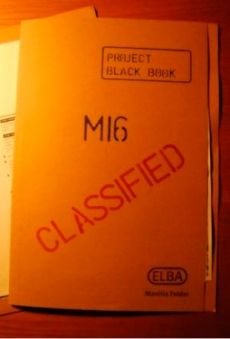 PROJECT
BLACK BOOK
MI6
CLASSIFIED
ELBA
Manilla Folder